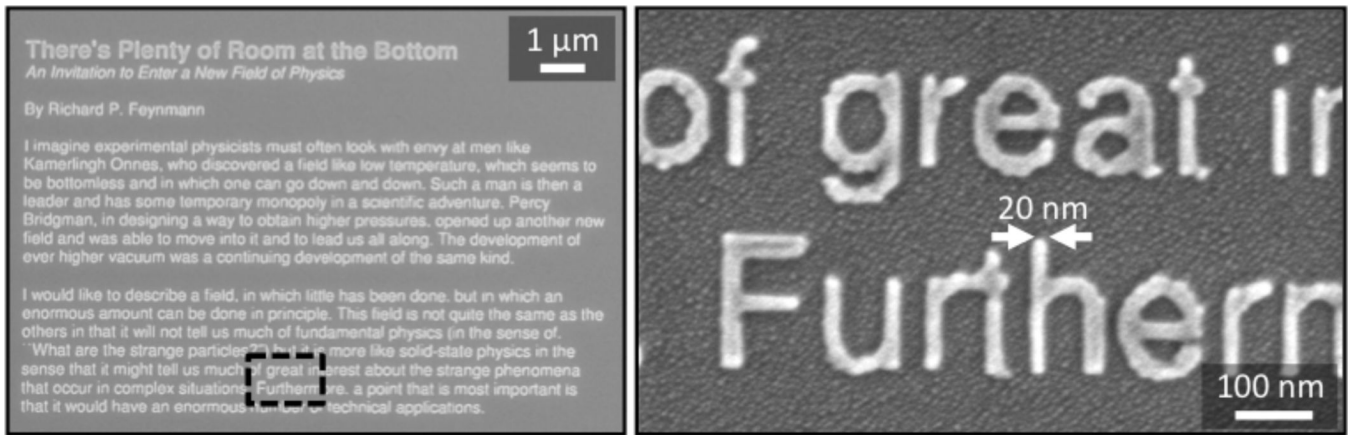 There's Plenty of Room at the Bottom
An Invitation to Enter a New Field of Physics
By Richard P. Feynmann
I imagine experimental physicists must often look with envy at men like
Kamerlingh Onnes, who discovered a field like low temperature, which seems to
be bottomless and in which one can go down and down. Such a man is then a
leader and has some temporary monopoly in a scientific adventure. Percy
Bridgman, in designing a way to obtain higher pressures, opened up another new
field and was able to move into it and to lead us all along. The development of
ever higher vacuum was a continuing development of the same kind.
I would like to describe a field, in which little has been done, but in which an
enormous amount can be done in principle. This field is not quite the same as the
others in that it will not tell us much of fundamental physics (in the sense of,
``What are the strange particles?'') but it is more like solid-state physics in the
sense that it might tell us much of great interest about the strange phenomena
that occur in complex situations. Furthermore, a point that is most important is
that it would have an enormous number of technical applications.
1 µm
of great in
20 nm
Furtherm
100 nm